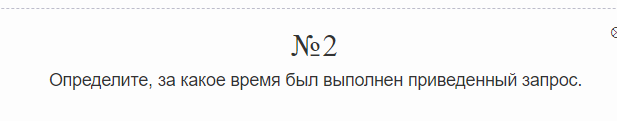 №2
Определите, за какое время был выполнен приведенный запрос.